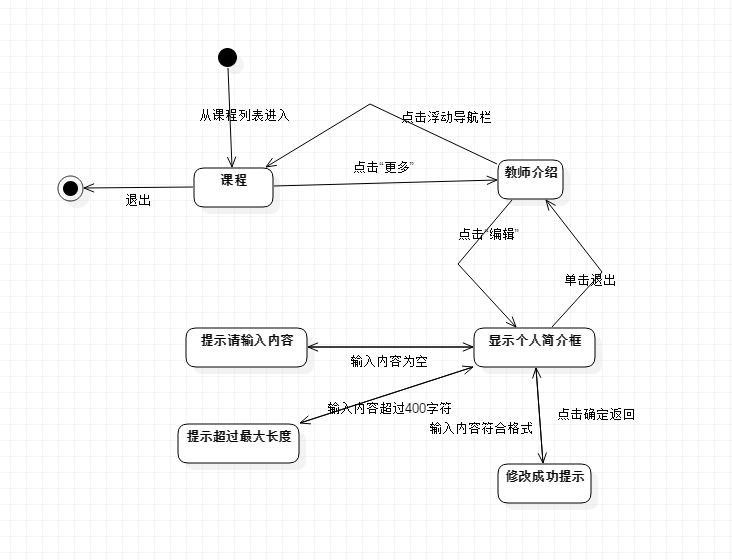 从课程列表进入
点击浮动导航栏
课程
点击“更多”
教师介绍
退出
点击“编辑”
单击退出
提示请输入内容
显示个人简介框
输入内容为空
输入内容超过400字符
点击确定返回
输入内容符合格式
提示超过最大长度
修改成功提示